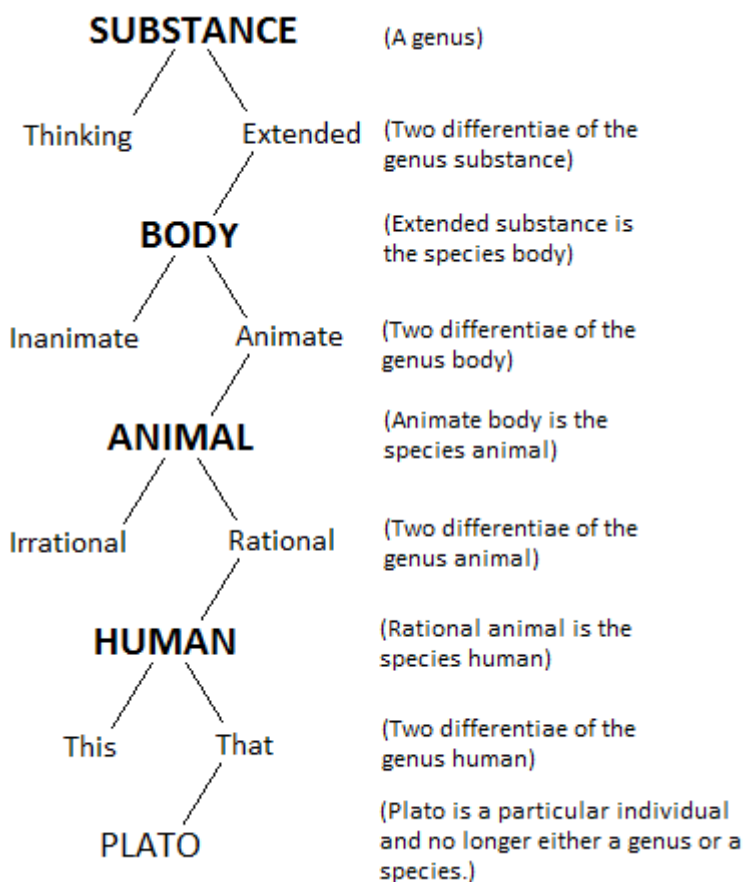 SUBSTANCE (A genus)
Thinking Extended (Two differentiae of the
genus substance)
BODY (Extended substance is
the species body)
Inanimate Animate (Two differentiae of the
genus body)
ANIMAL (Animate body is the
species animal)
Irrational Rational (Two differentiae of the
genus animal)
HUMAN (Rational animal is the
species human)
This That (Two differentiae of the
genus human)
PLATO (Plato is a particular individual
and no longer either a genus or a
species.)